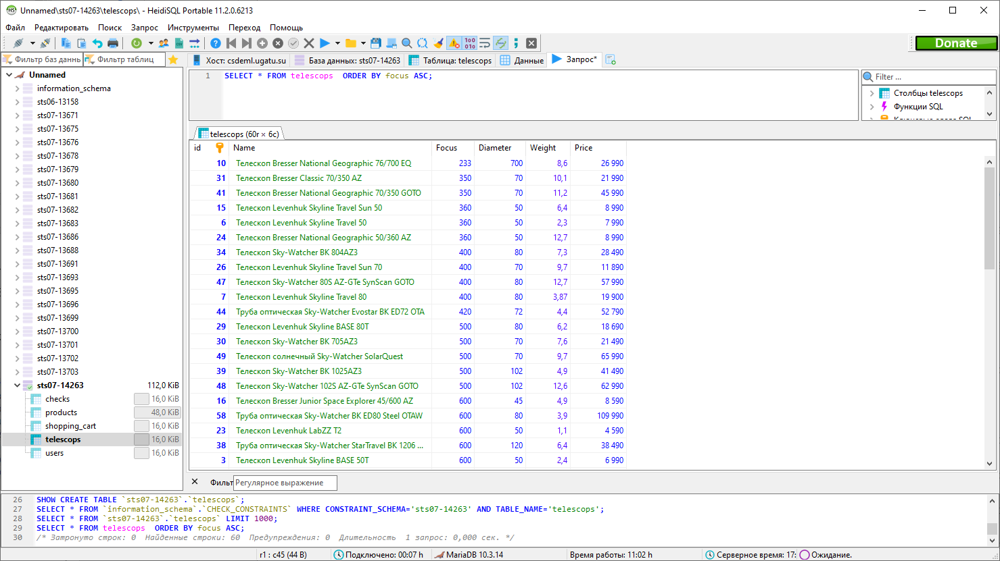 Unnamed\sts07-14263\telescops\ - HeidiSQL Portable 11.2.0.6213
Файл Редактировать Поиск Запрос Инструменты Переход Помощь
Donate
Фильтр баз даннь Фильтр таблиц
Хост: csdeml.ugatu.su База данных: sts07-14263 Таблица: telescops Данные Запрос*
Unnamed
information_schema
sts06-13158
sts07-13671
sts07-13675
sts07-13676
sts07-13678
sts07-13679
sts07-13680
sts07-13681
sts07-13682
sts07-13683
sts07-13686
sts07-13688
sts07-13691
sts07-13693
sts07-13695
sts07-13696
sts07-13699
sts07-13700
sts07-13701
sts07-13702
sts07-13703
sts07-14263 112,0 KiB
checks 16,0 KiB
products 48,0 KiB
shopping_cart 16,0 KiB
telescops 16,0 KiB
users 16,0 KiB
1 SELECT * FROM telescops ORDER BY focus ASC;
Filter ...
Столбцы telescops
Функции SQL
Ключевые слова SQL
telescops (60r × 6c)
id Name Focus Diameter Weight Price
10 Телескоп Bresser National Geographic 76/700 EQ 233 700 8,6 26 990
31 Телескоп Bresser Classic 70/350 AZ 350 70 10,1 21 990
41 Телескоп Bresser National Geographic 70/350 GOTO 350 70 11,2 45 990
15 Телескоп Levenhuk Skyline Travel Sun 50 360 50 6,4 8 990
6 Телескоп Levenhuk Skyline Travel 50 360 50 2,3 7 990
24 Телескоп Bresser National Geographic 50/360 AZ 360 50 12,7 8 990
34 Телескоп Sky-Watcher BK 804AZ3 400 80 7,3 28 490
26 Телескоп Levenhuk Skyline Travel Sun 70 400 70 9,7 11 890
47 Телескоп Sky-Watcher 80S AZ-GTe SynScan GOTO 400 80 12,7 57 990
7 Телескоп Levenhuk Skyline Travel 80 400 80 3,87 19 900
44 Труба оптическая Sky-Watcher Evostar BK ED72 OTA 420 72 4,4 52 790
29 Телескоп Levenhuk Skyline BASE 80T 500 80 6,2 18 690
30 Телескоп Sky-Watcher BK 705AZ3 500 70 7,6 21 490
49 Телескоп солнечный Sky-Watcher SolarQuest 500 70 9,7 65 990
39 Телескоп Sky-Watcher BK 1025AZ3 500 102 4,9 41 490
48 Телескоп Sky-Watcher 102S AZ-GTe SynScan GOTO 500 102 12,6 62 990
16 Телескоп Bresser Junior Space Explorer 45/600 AZ 600 45 4,9 8 590
58 Труба оптическая Sky-Watcher BK ED80 Steel OTAW 600 80 3,9 109 990
23 Телескоп Levenhuk LabZZ T2 600 50 1,1 4 590
38 Труба оптическая Sky-Watcher StarTravel BK 1206 ... 600 120 6,4 38 490
3 Телескоп Levenhuk Skyline BASE 50T 600 50 2,4 6 990
Фильт Регулярное выражение
26 SHOW CREATE TABLE `sts07-14263`.`telescops`;
27 SELECT * FROM `information_schema`.`CHECK_CONSTRAINTS` WHERE CONSTRAINT_SCHEMA='sts07-14263' AND TABLE_NAME='telescops';
28 SELECT * FROM `sts07-14263`.`telescops` LIMIT 1000;
29 SELECT * FROM telescops ORDER BY focus ASC;
30 /* Затронуто строк: 0 Найденные строки: 60 Предупреждения: 0 Длительность 1 запрос: 0,000 сек. */
r1 : c45 (44 B) Подключено: 00:07 h MariaDB 10.3.14 Время работы: 11:02 h Серверное время: 17: Ожидание.